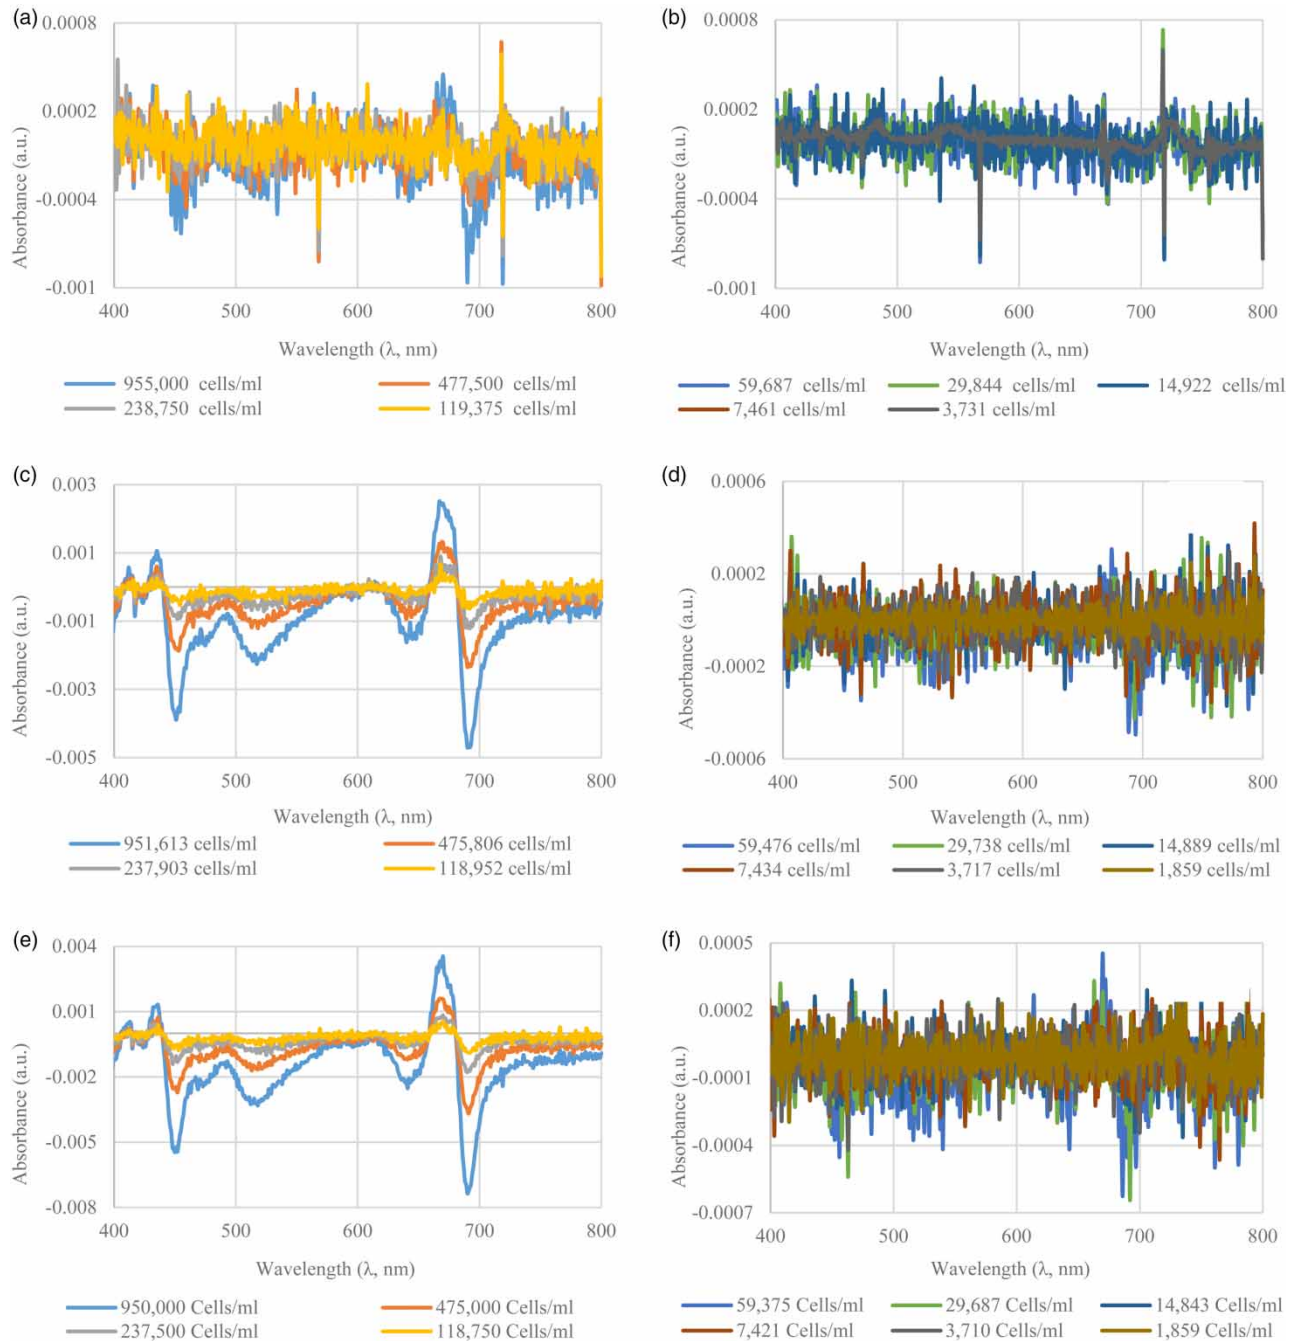 (a)
0.0008
0.0002
-0.0004
-0.001
Absorbance (a.u.)
400 500 600 700 800
Wavelength (λ, nm)
955,000 cells/ml 477,500 cells/ml
238,750 cells/ml 119,375 cells/ml
(b)
0.0008
0.0002
-0.0004
-0.001
Absorbance (a.u.)
400 500 600 700 800
Wavelength (λ, nm)
59,687 cells/ml 29,844 cells/ml 14,922 cells/ml
7,461 cells/ml 3,731 cells/ml
(c)
0.003
0.001
-0.001
-0.003
-0.005
Absorbance (a.u.)
400 500 600 700 800
Wavelength (λ, nm)
951,613 cells/ml 475,806 cells/ml
237,903 cells/ml 118,952 cells/ml
(d)
0.0006
0.0002
-0.0002
-0.0006
Absorbance (a.u.)
400 500 600 700 800
Wavelength (λ, nm)
59,476 cells/ml 29,738 cells/ml 14,889 cells/ml
7,434 cells/ml 3,717 cells/ml 1,859 cells/ml
(e)
0.004
0.001
-0.002
-0.005
-0.008
Absorbance (a.u.)
400 500 600 700 800
Wavelength (λ, nm)
950,000 Cells/ml 475,000 Cells/ml
237,500 Cells/ml 118,750 Cells/ml
(f)
0.0005
0.0002
-0.0001
-0.0004
-0.0007
Absorbance (a.u.)
400 500 600 700 800
Wavelength (λ, nm)
59,375 Cells/ml 29,687 Cells/ml 14,843 Cells/ml
7,421 Cells/ml 3,710 Cells/ml 1,859 Cells/ml